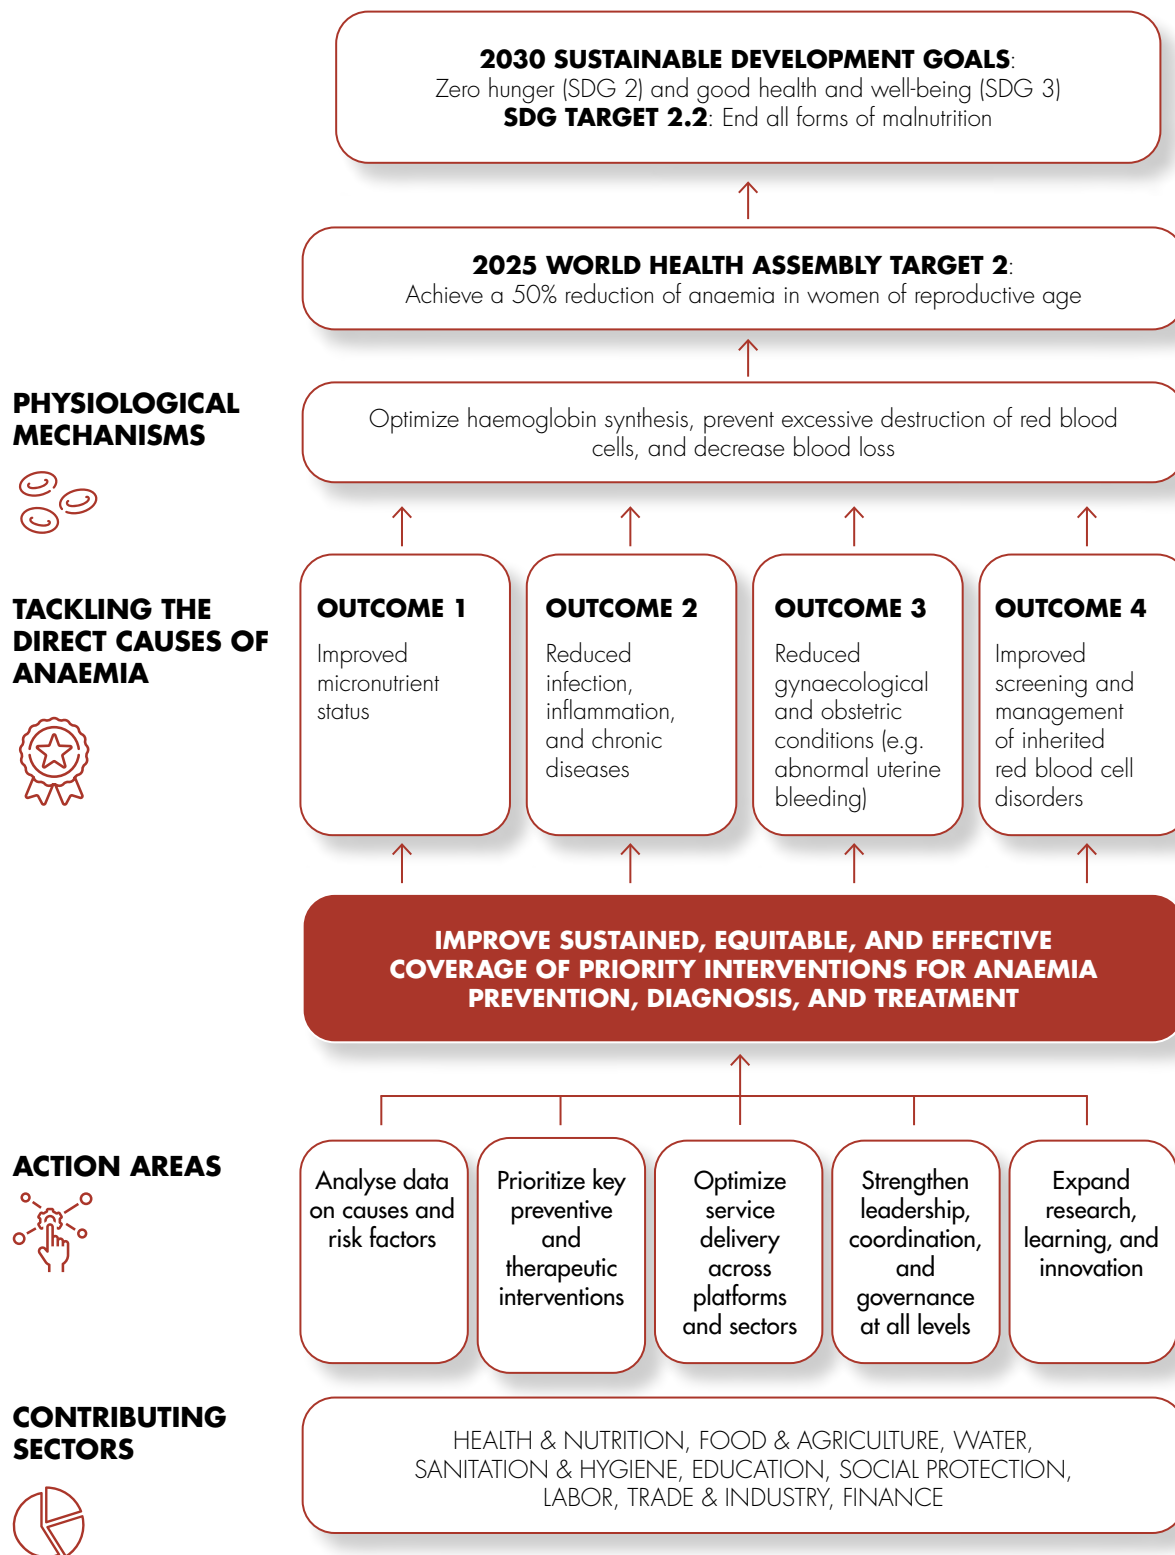 2030 SUSTAINABLE DEVELOPMENT GOALS:
Zero hunger (SDG 2) and good health and well-being (SDG 3)
SDG TARGET 2.2: End all forms of malnutrition
2025 WORLD HEALTH ASSEMBLY TARGET 2:
Achieve a 50% reduction of anaemia in women of reproductive age
PHYSIOLOGICAL
MECHANISMS
Optimize haemoglobin synthesis, prevent excessive destruction of red blood
cells, and decrease blood loss
TACKLING THE
DIRECT CAUSES OF
ANAEMIA
OUTCOME 1
Improved
micronutrient
status
OUTCOME 2
Reduced
infection,
inflammation,
and chronic
diseases
OUTCOME 3
Reduced
gynaecological
and obstetric
conditions (e.g.
abnormal uterine
bleeding)
OUTCOME 4
Improved
screening and
management
of inherited
red blood cell
disorders
IMPROVE SUSTAINED, EQUITABLE, AND EFFECTIVE
COVERAGE OF PRIORITY INTERVENTIONS FOR ANAEMIA
PREVENTION, DIAGNOSIS, AND TREATMENT
ACTION AREAS
Analyse data
on causes and
risk factors
Prioritize key
preventive
and
therapeutic
interventions
Optimize
service
delivery
across
platforms
and sectors
Strengthen
leadership,
coordination,
and
governance
at all levels
Expand
research,
learning, and
innovation
CONTRIBUTING
SECTORS
HEALTH & NUTRITION, FOOD & AGRICULTURE, WATER,
SANITATION & HYGIENE, EDUCATION, SOCIAL PROTECTION,
LABOR, TRADE & INDUSTRY, FINANCE